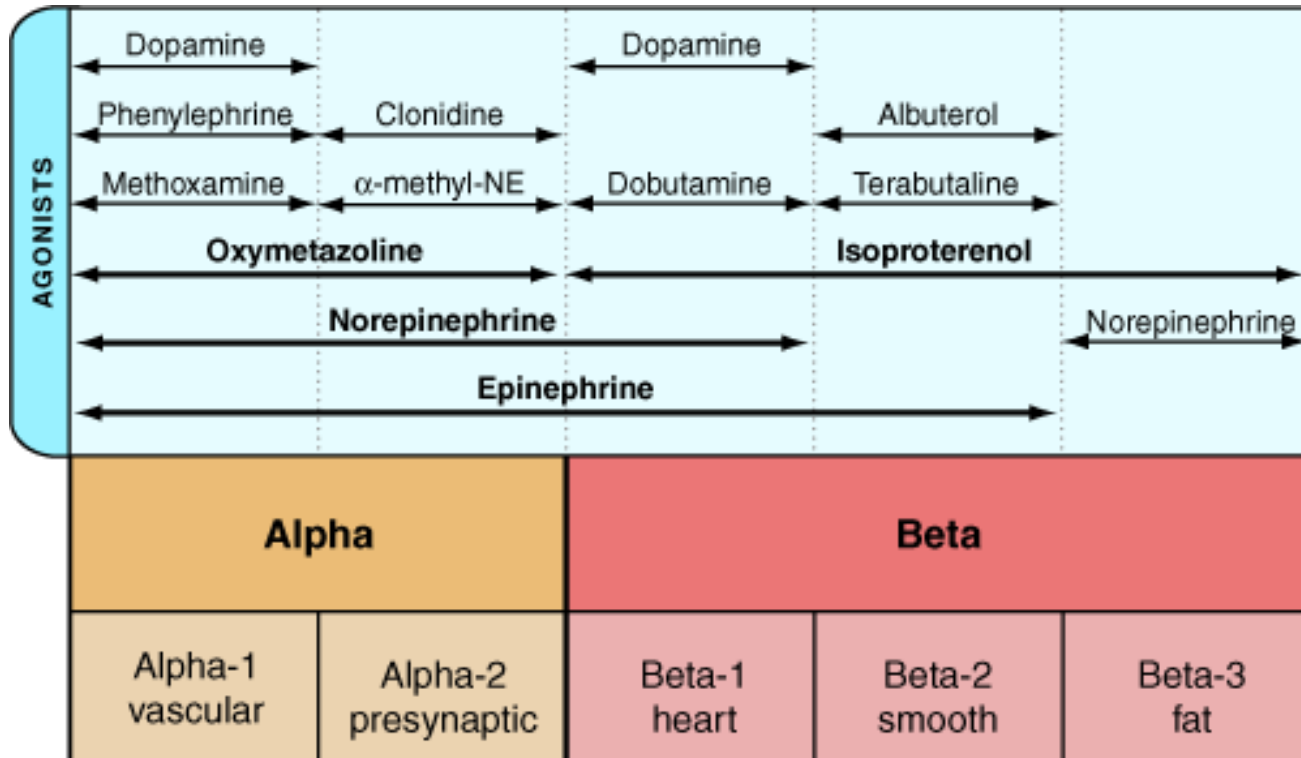 AGONISTS
Dopamine
Dopamine
Phenylephrine
Clonidine
Albuterol
Methoxamine
α-methyl-NE
Dobutamine
Terabutaline
Oxymetazoline
Isoproterenol
Norepinephrine
Norepinephrine
Epinephrine
Alpha
Beta
Alpha-1
vascular
Alpha-2
presynaptic
Beta-1
heart
Beta-2
smooth
Beta-3
fat